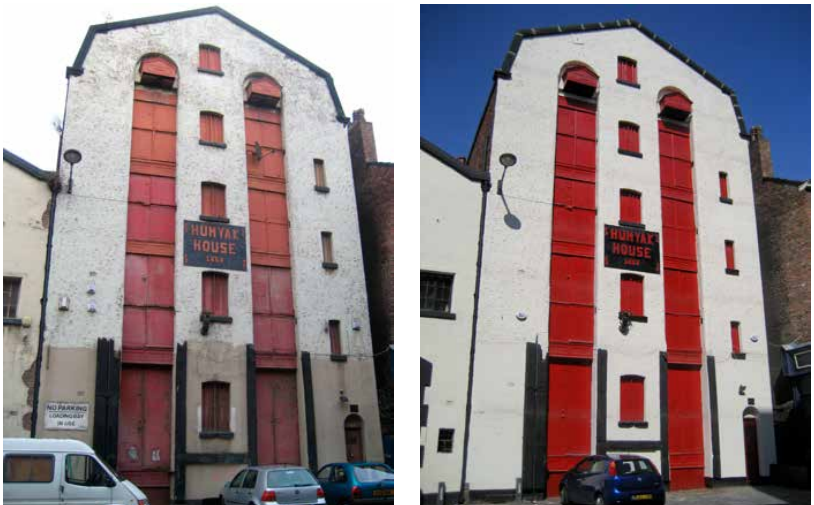 HUMYAK
HOUSE
NO PARKING
LOADING BAY
IN USE
HUMYAK
HOUSE